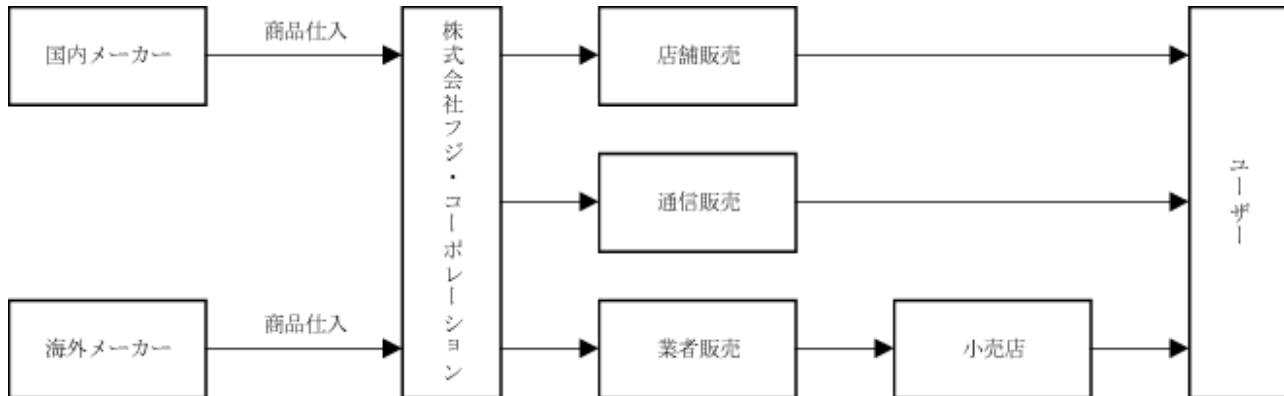 国内メーカー
商品仕入
株式会社フジ・コーポレーション
店舗販売
ユーザー
通信販売
海外メーカー
商品仕入
業者販売
小売店